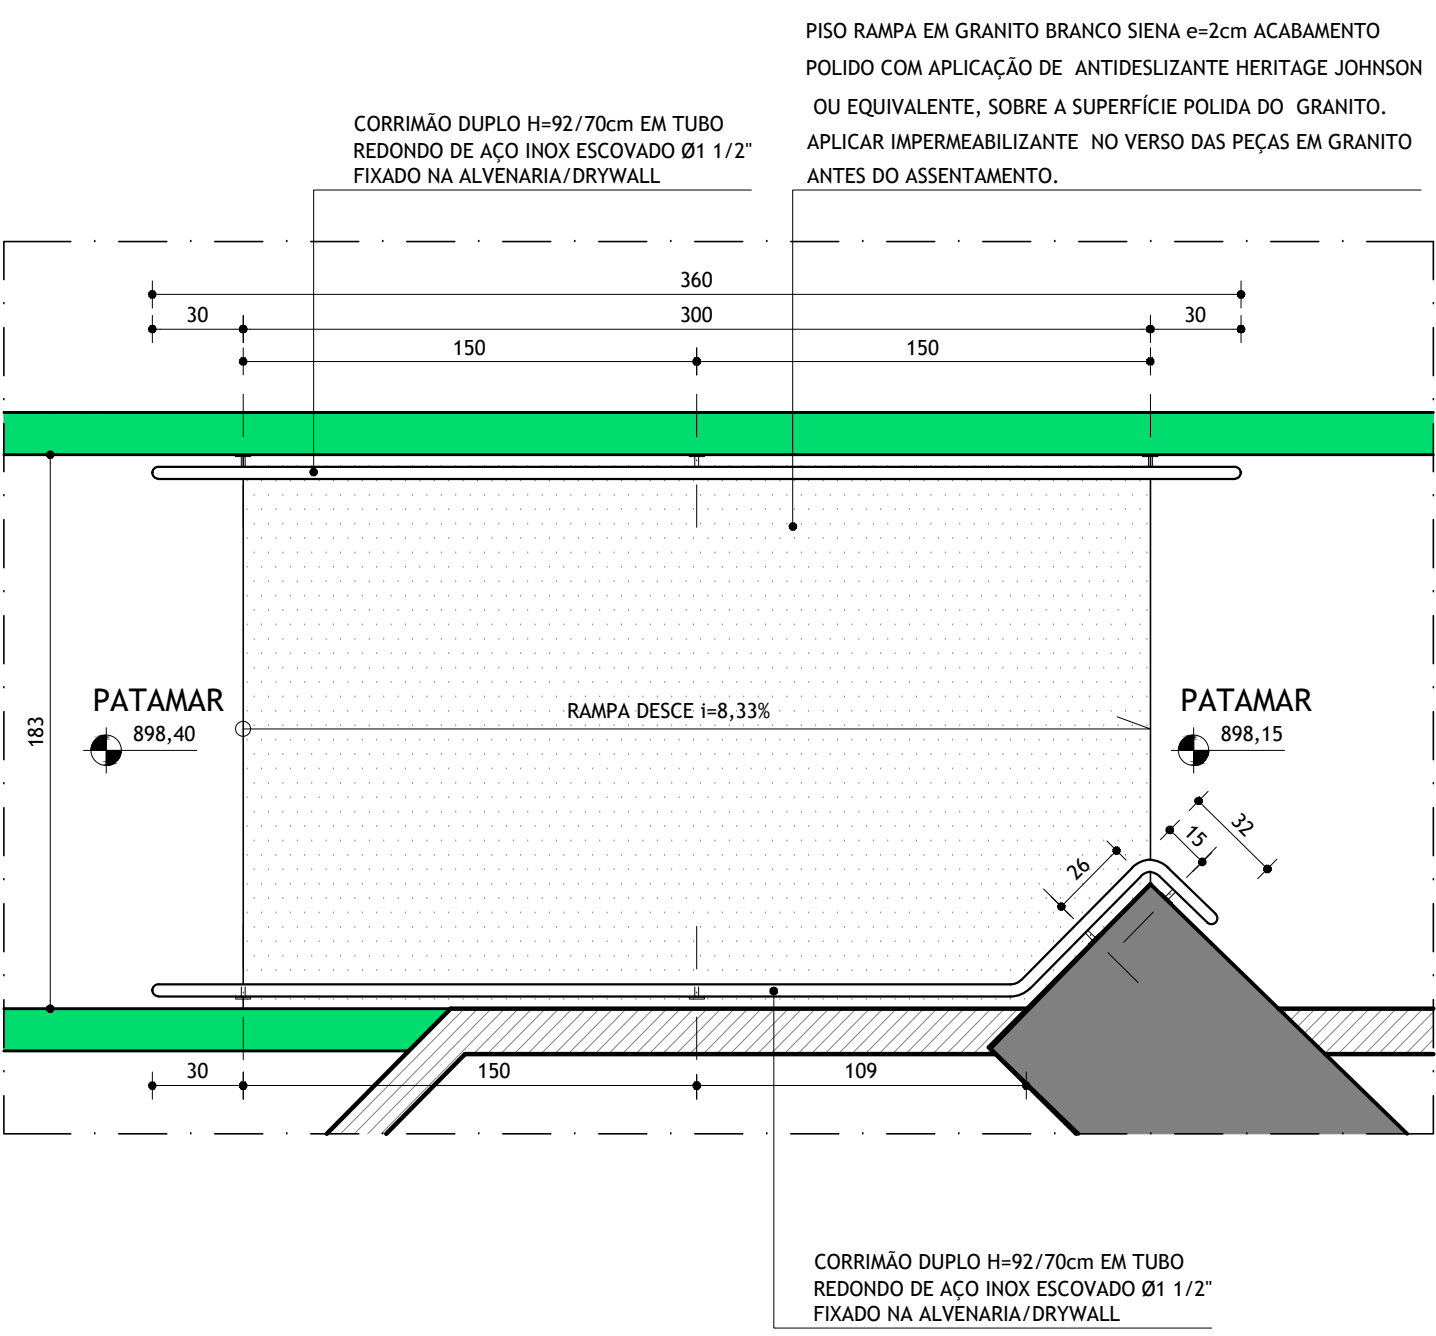 PISO RAMPA EM GRANITO BRANCO SIENA e=2cm ACABAMENTO
POLIDO COM APLICAÇÃO DE ANTIDESLIZANTE HERITAGE JOHNSON
OU EQUIVALENTE, SOBRE A SUPERFÍCIE POLIDA DO GRANITO.
APLICAR IMPERMEABILIZANTE NO VERSO DAS PEÇAS EM GRANITO
ANTES DO ASSENTAMENTO.
CORRIMÃO DUPLO H=92/70cm EM TUBO
REDONDO DE AÇO INOX ESCOVADO Ø1 1/2"
FIXADO NA ALVENARIA/DRYWALL
360
30 300 30
150 150
183
PATAMAR
898,40
RAMPA DESCE i=8,33%
PATAMAR
898,15
32
15
26
30 150 109
CORRIMÃO DUPLO H=92/70cm EM TUBO
REDONDO DE AÇO INOX ESCOVADO Ø1 1/2"
FIXADO NA ALVENARIA/DRYWALL